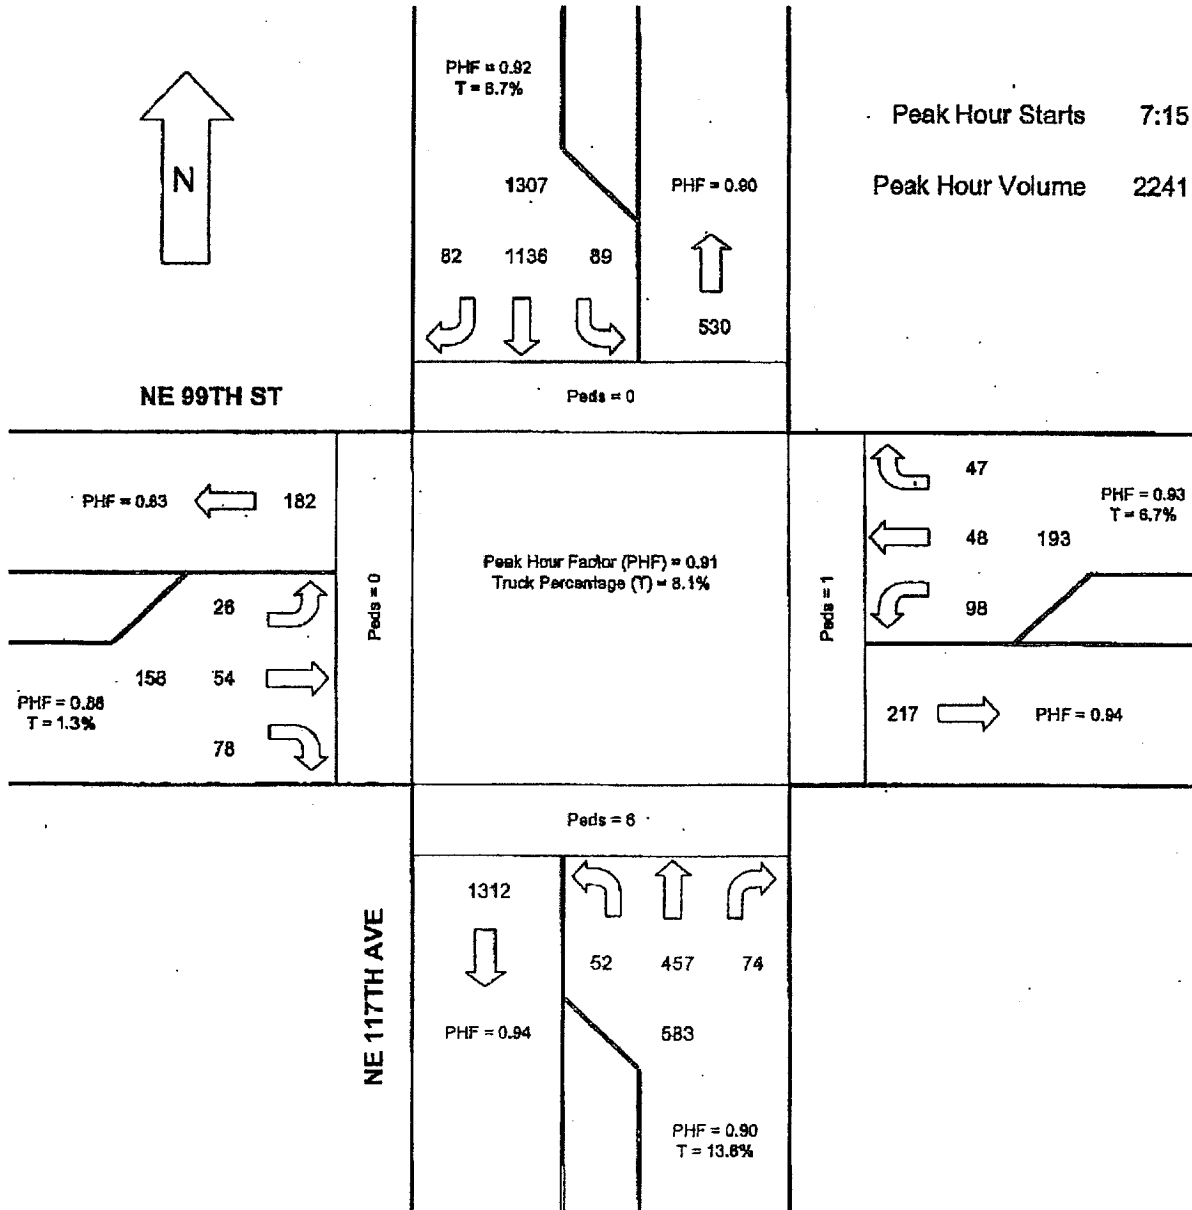 PHF = 0.92
T = 6.7%
Peak Hour Starts 7:15
N
1307
PHF = 0.90
Peak Hour Volume 2241
82 1136 89
530
NE 99TH ST
Peds = 0
47
PHF = 0.93
T = 6.7%
PHF = 0.83
182
48 193
Peak Hour Factor (PHF) = 0.91
Truck Percentage (T) = 8.1%
Peds = 0
Peds = 1
26
98
158 54
PHF = 0.88
T = 1.3%
78
217
PHF = 0.94
Peds = 6
1312
52 457 74
NE 117TH AVE
PHF = 0.94
583
PHF = 0.90
T = 13.6%